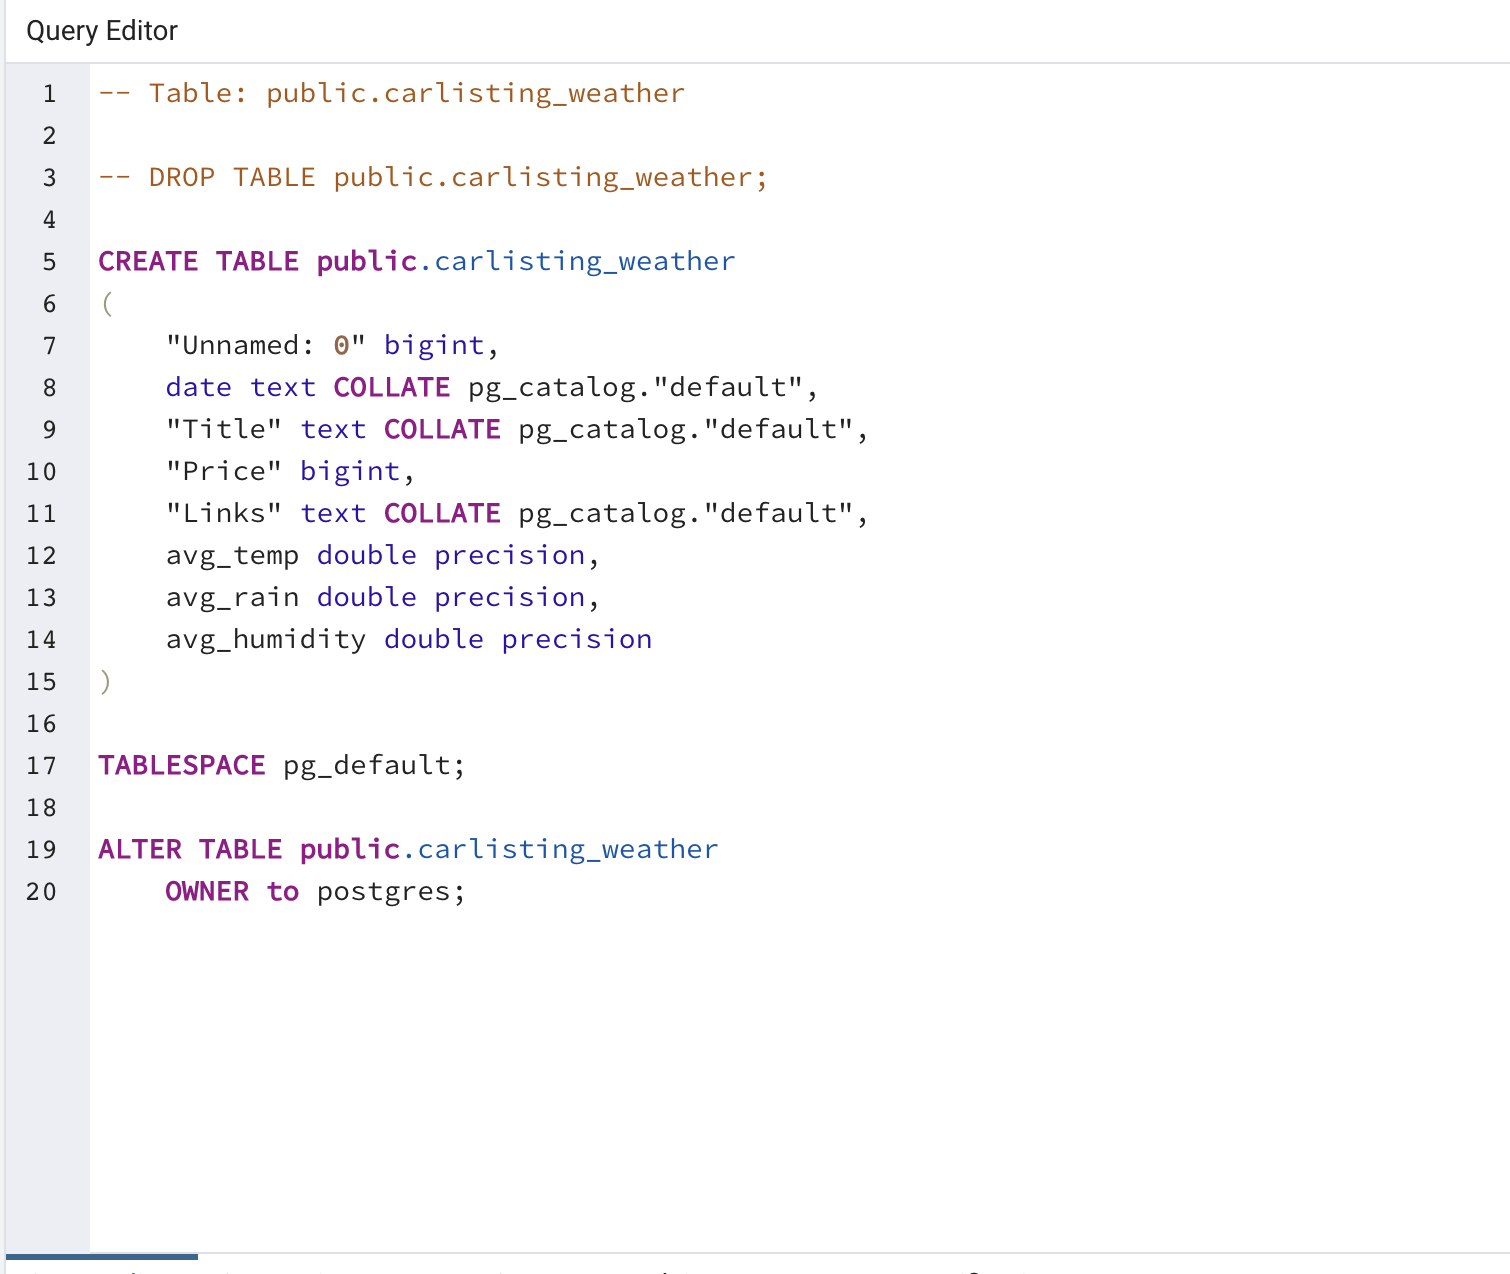 Query Editor
1 -- Table: public.carlisting_weather
2
3 -- DROP TABLE public.carlisting_weather;
4
5 CREATE TABLE public.carlisting_weather
6 (
7     "Unnamed: 0" bigint,
8     date text COLLATE pg_catalog."default",
9     "Title" text COLLATE pg_catalog."default",
10     "Price" bigint,
11     "Links" text COLLATE pg_catalog."default",
12     avg_temp double precision,
13     avg_rain double precision,
14     avg_humidity double precision
15 )
16
17 TABLESPACE pg_default;
18
19 ALTER TABLE public.carlisting_weather
20     OWNER to postgres;